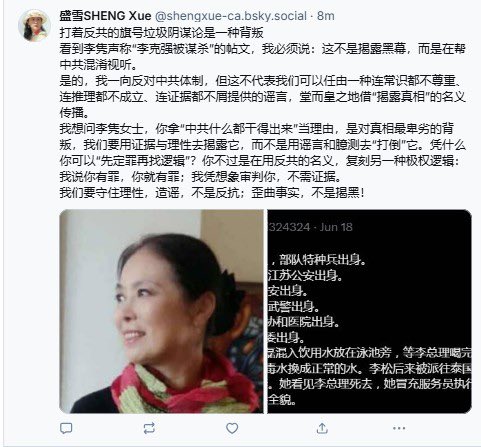 盛雪SHENG Xue @shengxue-ca.bsky.social · 8m
打着反共的旗号垃圾阴谋论是一种背叛
看到李隽声称“李克强被谋杀”的帖文，我必须说：这不是揭露黑幕，而是在帮
中共混淆视听。
是的，我一向反对中共体制，但这不代表我们可以任由一种连常识都不尊重、
连推理都不成立、连证据都不屑提供的谣言，堂而皇之地借“揭露真相”的名义
传播。
我想问李隽女士，你拿“中共什么都干得出来”当理由，是对真相最卑劣的背
叛，我们要用证据与理性去揭露它，而不是用谣言和臆测去“打倒”它。凭什么
你可以“先定罪再找逻辑”？你不过是在用反共的名义，复刻另一种极权逻辑：
我说你有罪，你就有罪；我凭想象审判你，不需证据。
我们要守住理性，造谣，不是反抗；歪曲事实，不是揭黑！
324324 · Jun 18
，部队特种兵出身。
江苏公安出身。
安出身。
武警出身。
协和医院出身。
委出身。
混入饮用水放在泳池旁，等李总理喝完
毒水换成正常的水。李松后来被派往泰国
。她看见李总理死去，她冒充服务员执行
全貌。